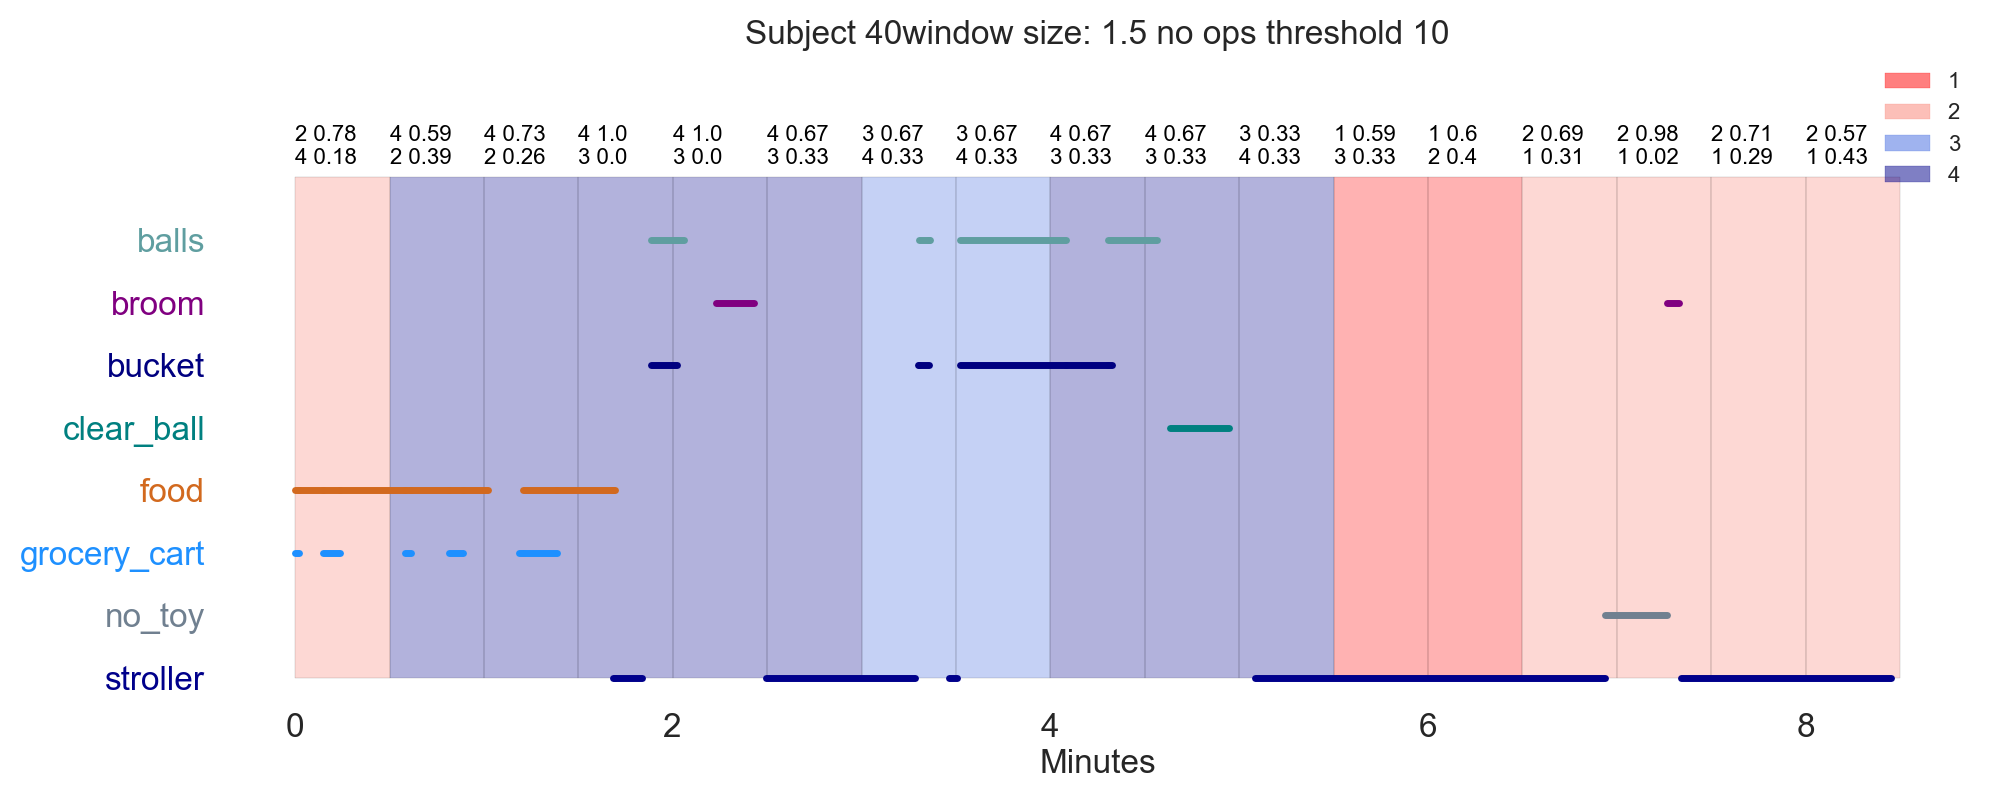 Subject 40window size: 1.5 no ops threshold 10
1
2
3
4
2 0.78 4 0.59 4 0.73 4 1.0 4 1.0 4 0.67 3 0.67 3 0.67 4 0.67 4 0.67 3 0.33 1 0.59 1 0.6 2 0.69 2 0.98 2 0.71 2 0.57
4 0.18 2 0.39 2 0.26 3 0.0 3 0.0 3 0.33 4 0.33 4 0.33 3 0.33 3 0.33 4 0.33 3 0.33 2 0.4 1 0.31 1 0.02 1 0.29 1 0.43
balls
broom
bucket
clear_ball
food
grocery_cart
no_toy
stroller
0 2 4 6 8
Minutes